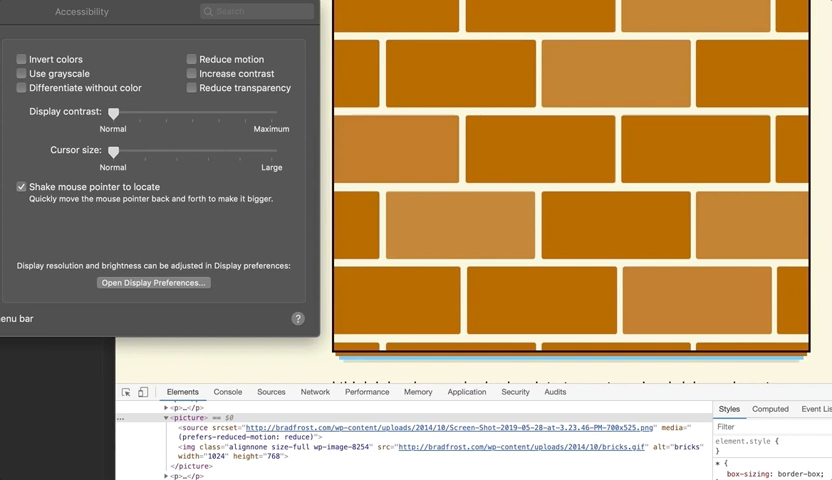 Accessibility
Search
Invert colors
Reduce motion
Use grayscale
Increase contrast
Differentiate without color
Reduce transparency
Display contrast:
Normal
Maximum
Cursor size:
Normal
Large
Shake mouse pointer to locate
Quickly move the mouse pointer back and forth to make it bigger.
Display resolution and brightness can be adjusted in Display preferences:
Open Display Preferences...
enu bar
?
Elements
Console
Sources
Network
Performance
Memory
Application
Security
Audits
<p>…</p>
… <picture> == $0
<source srcset="http://bradfrost.com/wp-content/uploads/2014/10/Screen-Shot-2019-05-28-at-3.23.46-PM-700x525.png" media="
(prefers-reduced-motion: reduce)">
<img class="alignnone size-full wp-image-8254" src="http://bradfrost.com/wp-content/uploads/2014/10/bricks.gif" alt="bricks"
width="1024" height="768">
</picture>
<p>…</p>
Styles
Computed
Event Lis
Filter
element.style {
}
* {
box-sizing: border-box;